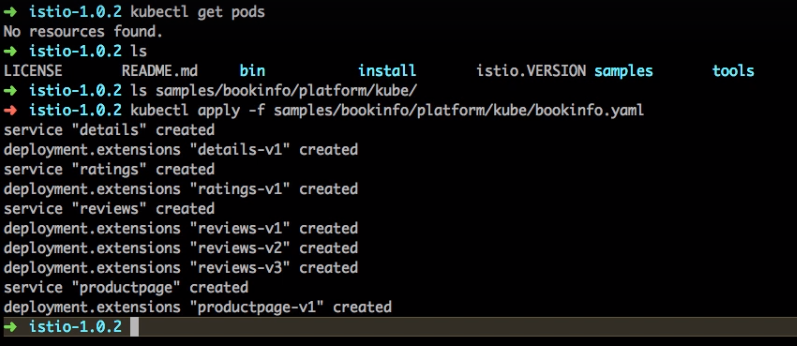 ➜ istio-1.0.2 kubectl get pods
No resources found.
➜ istio-1.0.2 ls
LICENSE README.md bin install istio.VERSION samples tools
➜ istio-1.0.2 ls samples/bookinfo/platform/kube/
➜ istio-1.0.2 kubectl apply -f samples/bookinfo/platform/kube/bookinfo.yaml
service "details" created
deployment.extensions "details-v1" created
service "ratings" created
deployment.extensions "ratings-v1" created
service "reviews" created
deployment.extensions "reviews-v1" created
deployment.extensions "reviews-v2" created
deployment.extensions "reviews-v3" created
service "productpage" created
deployment.extensions "productpage-v1" created
➜ istio-1.0.2